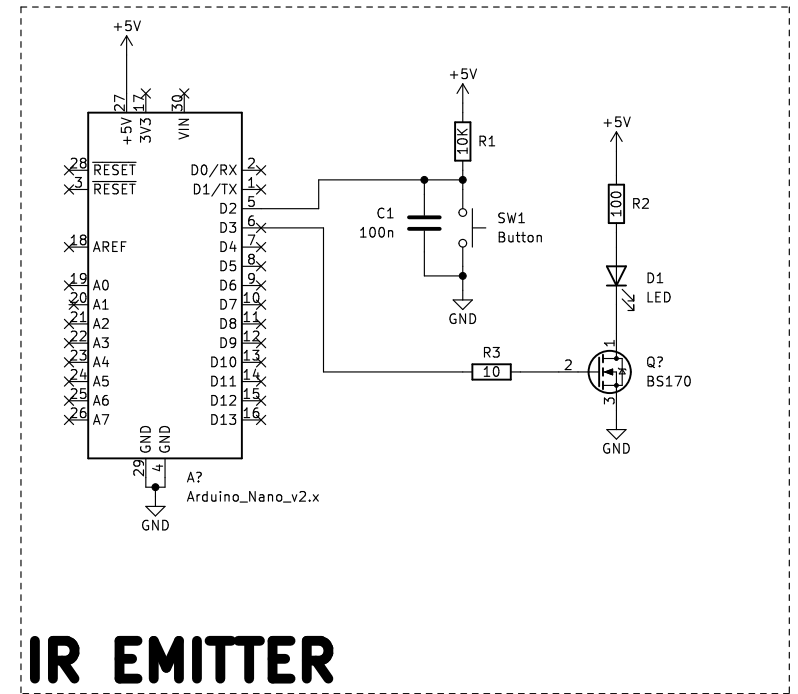 +5V
27
17
30
+5V
3V3
VIN
28 RESET
3 RESET
18 AREF
19 A0
20 A1
21 A2
22 A3
23 A4
24 A5
25 A6
26 A7
D0/RX 2
D1/TX 1
D2 5
D3 6
D4 7
D5 8
D6 9
D7 10
D8 11
D9 12
D10 13
D11 14
D12 15
D13 16
GND
GND
29
4
A?
Arduino_Nano_v2.x
GND
+5V
10K
R1
C1
100n
SW1
Button
GND
+5V
100
R2
D1
LED
R3
10
1
2
3
Q?
BS170
GND
IR EMITTER